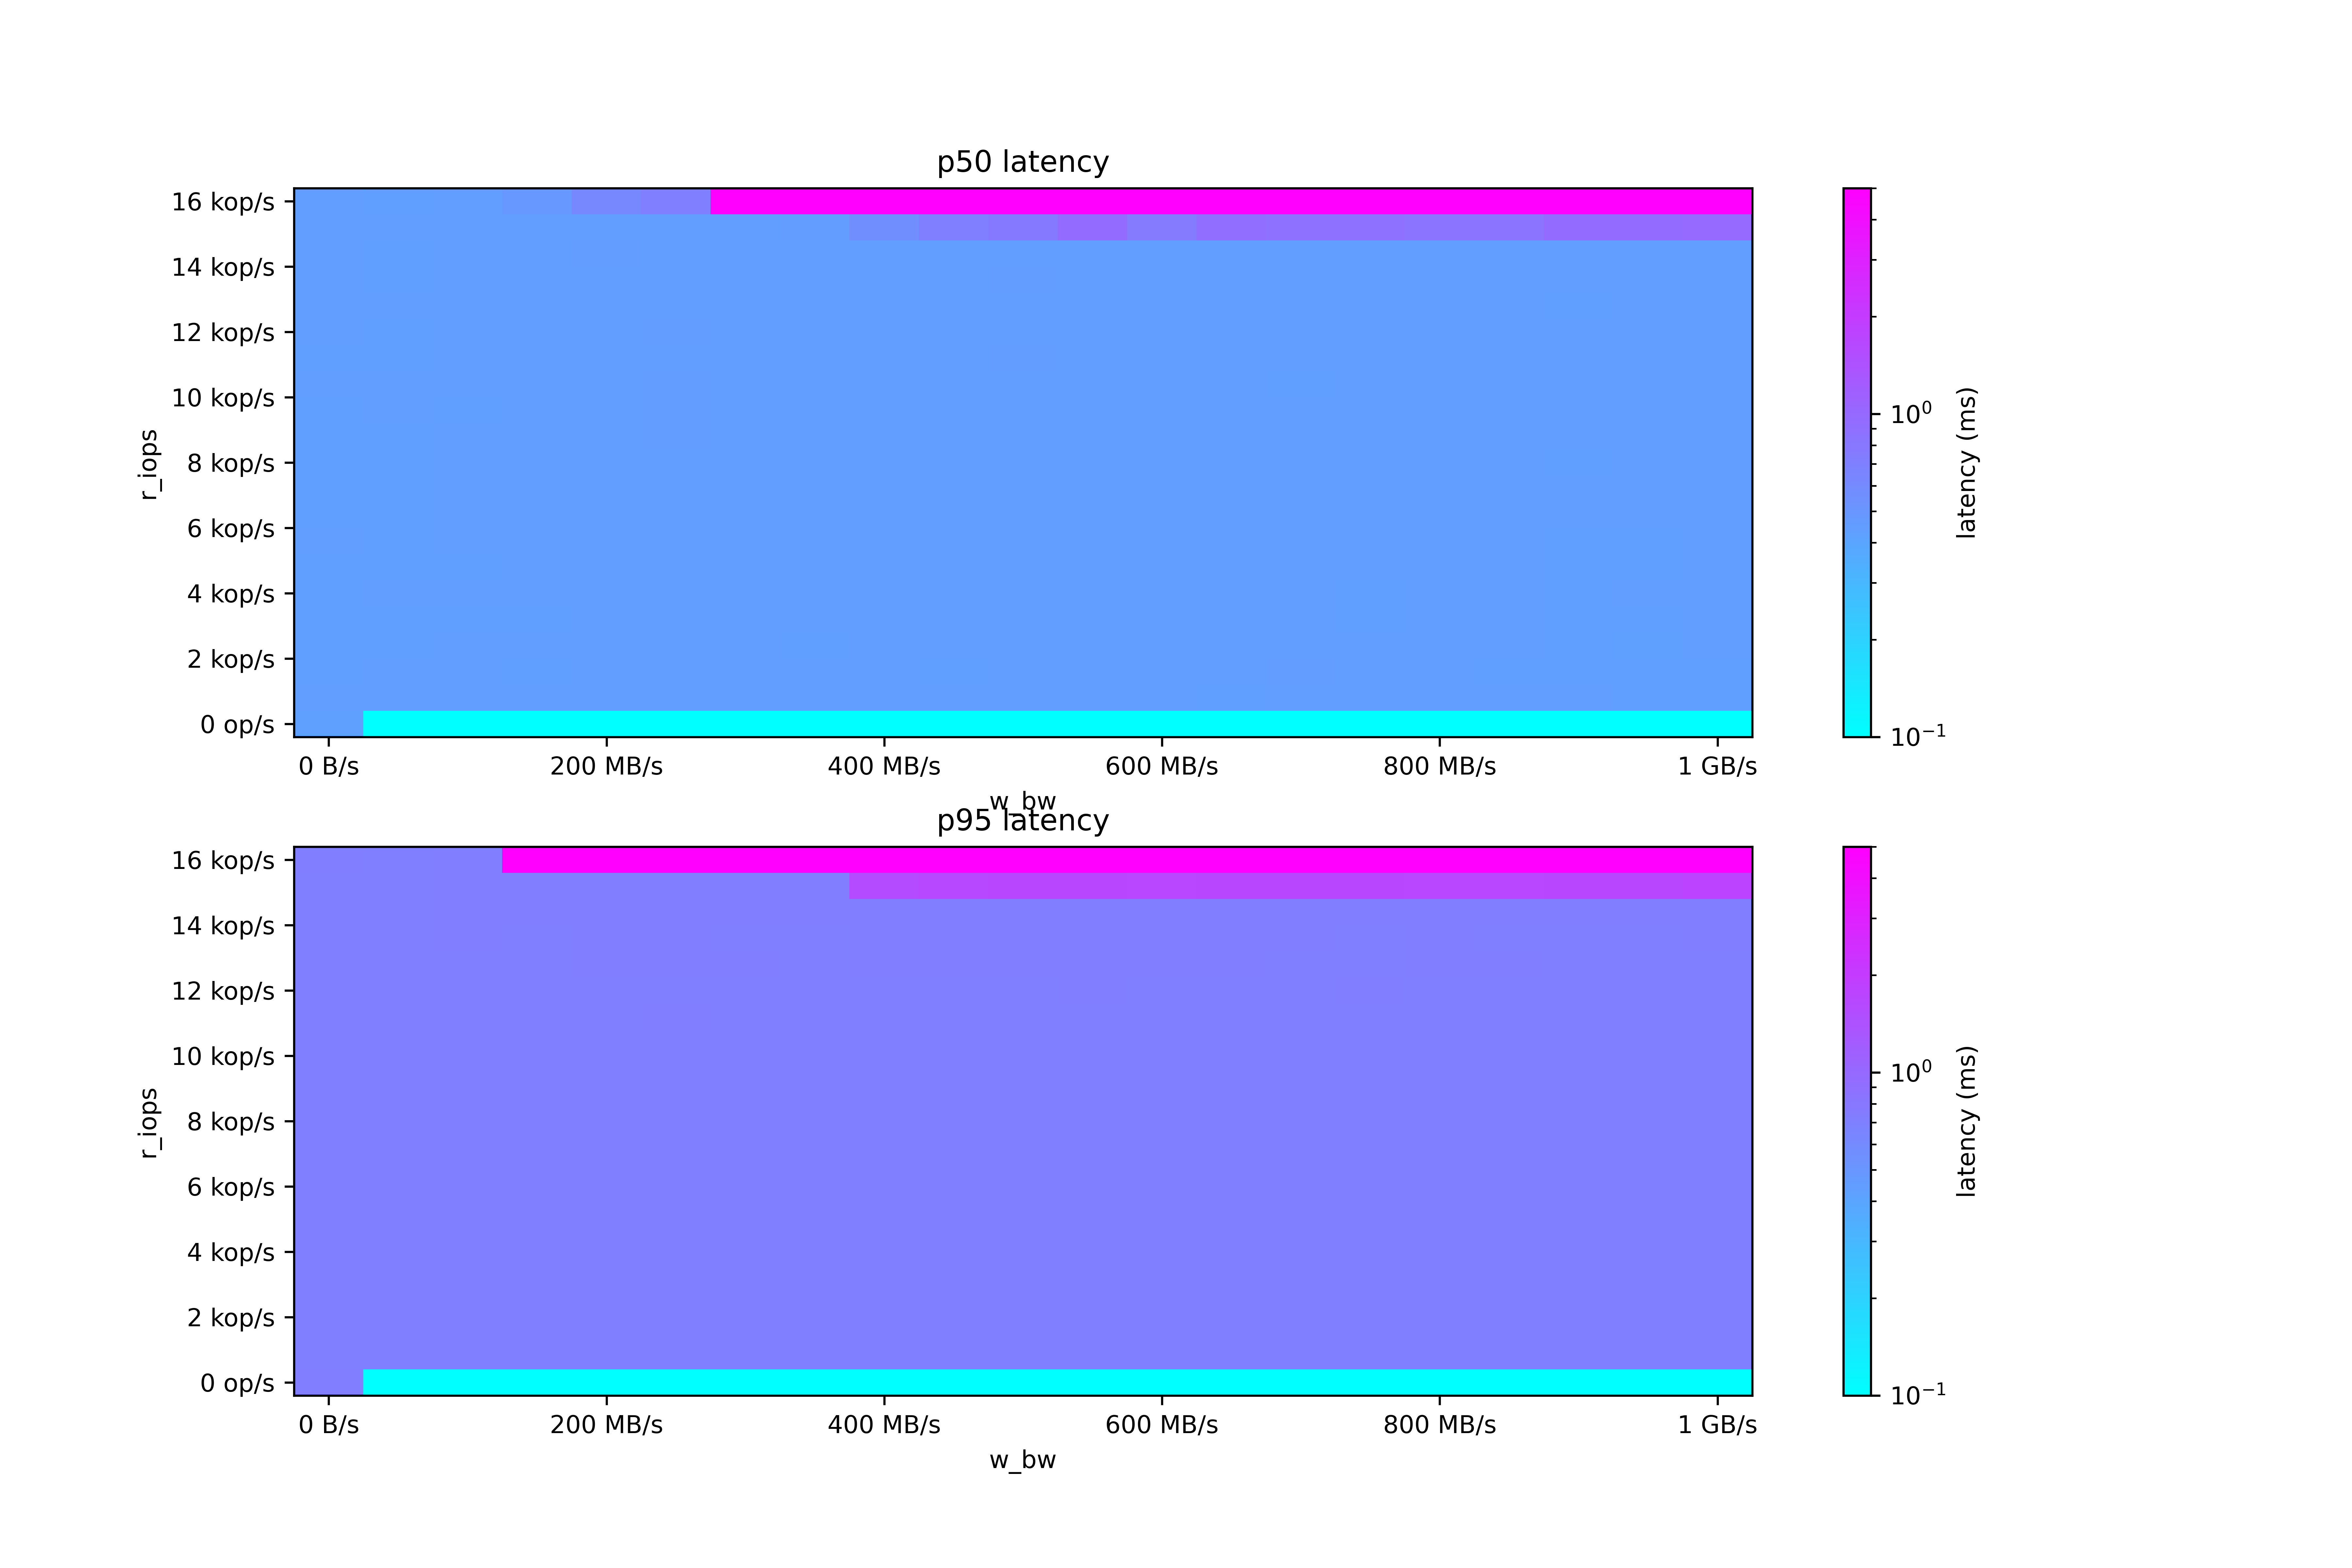 p50 latency
16 kop/s
14 kop/s
12 kop/s
10 kop/s
8 kop/s
6 kop/s
4 kop/s
2 kop/s
0 op/s
r_iops
0 B/s 200 MB/s 400 MB/s 600 MB/s 800 MB/s 1 GB/s
w_bw
10⁰
10⁻¹
latency (ms)
p95 latency
16 kop/s
14 kop/s
12 kop/s
10 kop/s
8 kop/s
6 kop/s
4 kop/s
2 kop/s
0 op/s
r_iops
0 B/s 200 MB/s 400 MB/s 600 MB/s 800 MB/s 1 GB/s
w_bw
10⁰
10⁻¹
latency (ms)